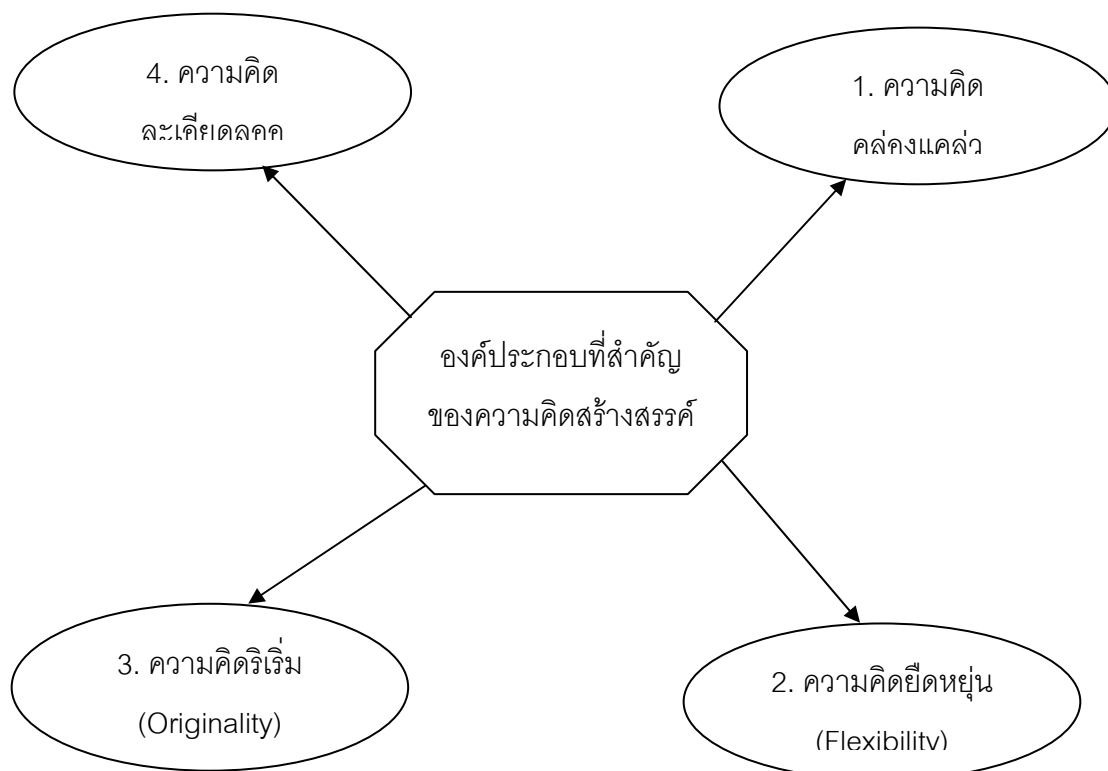 4. ความคิด
ละเอียดลออ
1. ความคิด
คล่องแคล่ว
องค์ประกอบที่สำคัญ
ของความคิดสร้างสรรค์
3. ความคิดริเริ่ม
(Originality)
2. ความคิดยืดหยุ่น
(Flexibility)